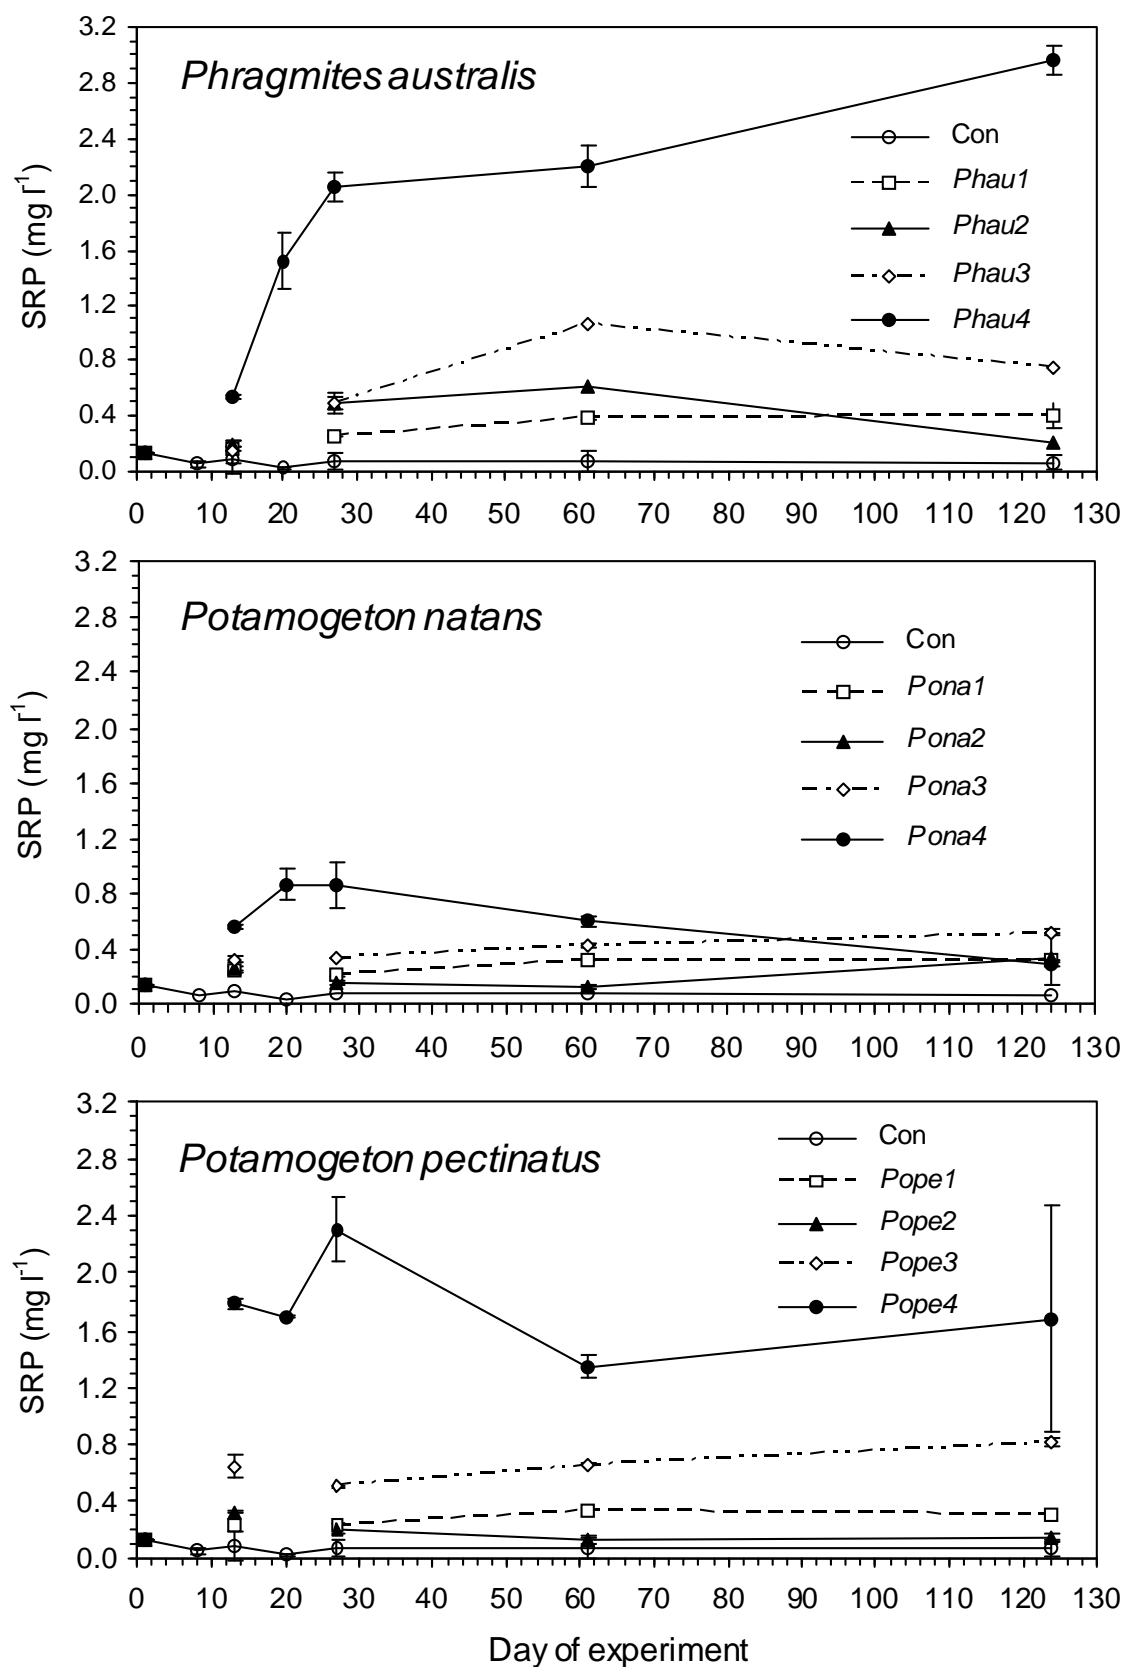 3.2
2.8
2.4
2.0
1.6
1.2
0.8
0.4
0.0
SRP (mg l-1)
Phragmites australis
Con
Phau1
Phau2
Phau3
Phau4
0 10 20 30 40 50 60 70 80 90 100 110 120 130
3.2
2.8
2.4
2.0
1.6
1.2
0.8
0.4
0.0
SRP (mg l-1)
Potamogeton natans
Con
Pona1
Pona2
Pona3
Pona4
0 10 20 30 40 50 60 70 80 90 100 110 120 130
3.2
2.8
2.4
2.0
1.6
1.2
0.8
0.4
0.0
SRP (mg l-1)
Potamogeton pectinatus
Con
Pope1
Pope2
Pope3
Pope4
0 10 20 30 40 50 60 70 80 90 100 110 120 130
Day of experiment